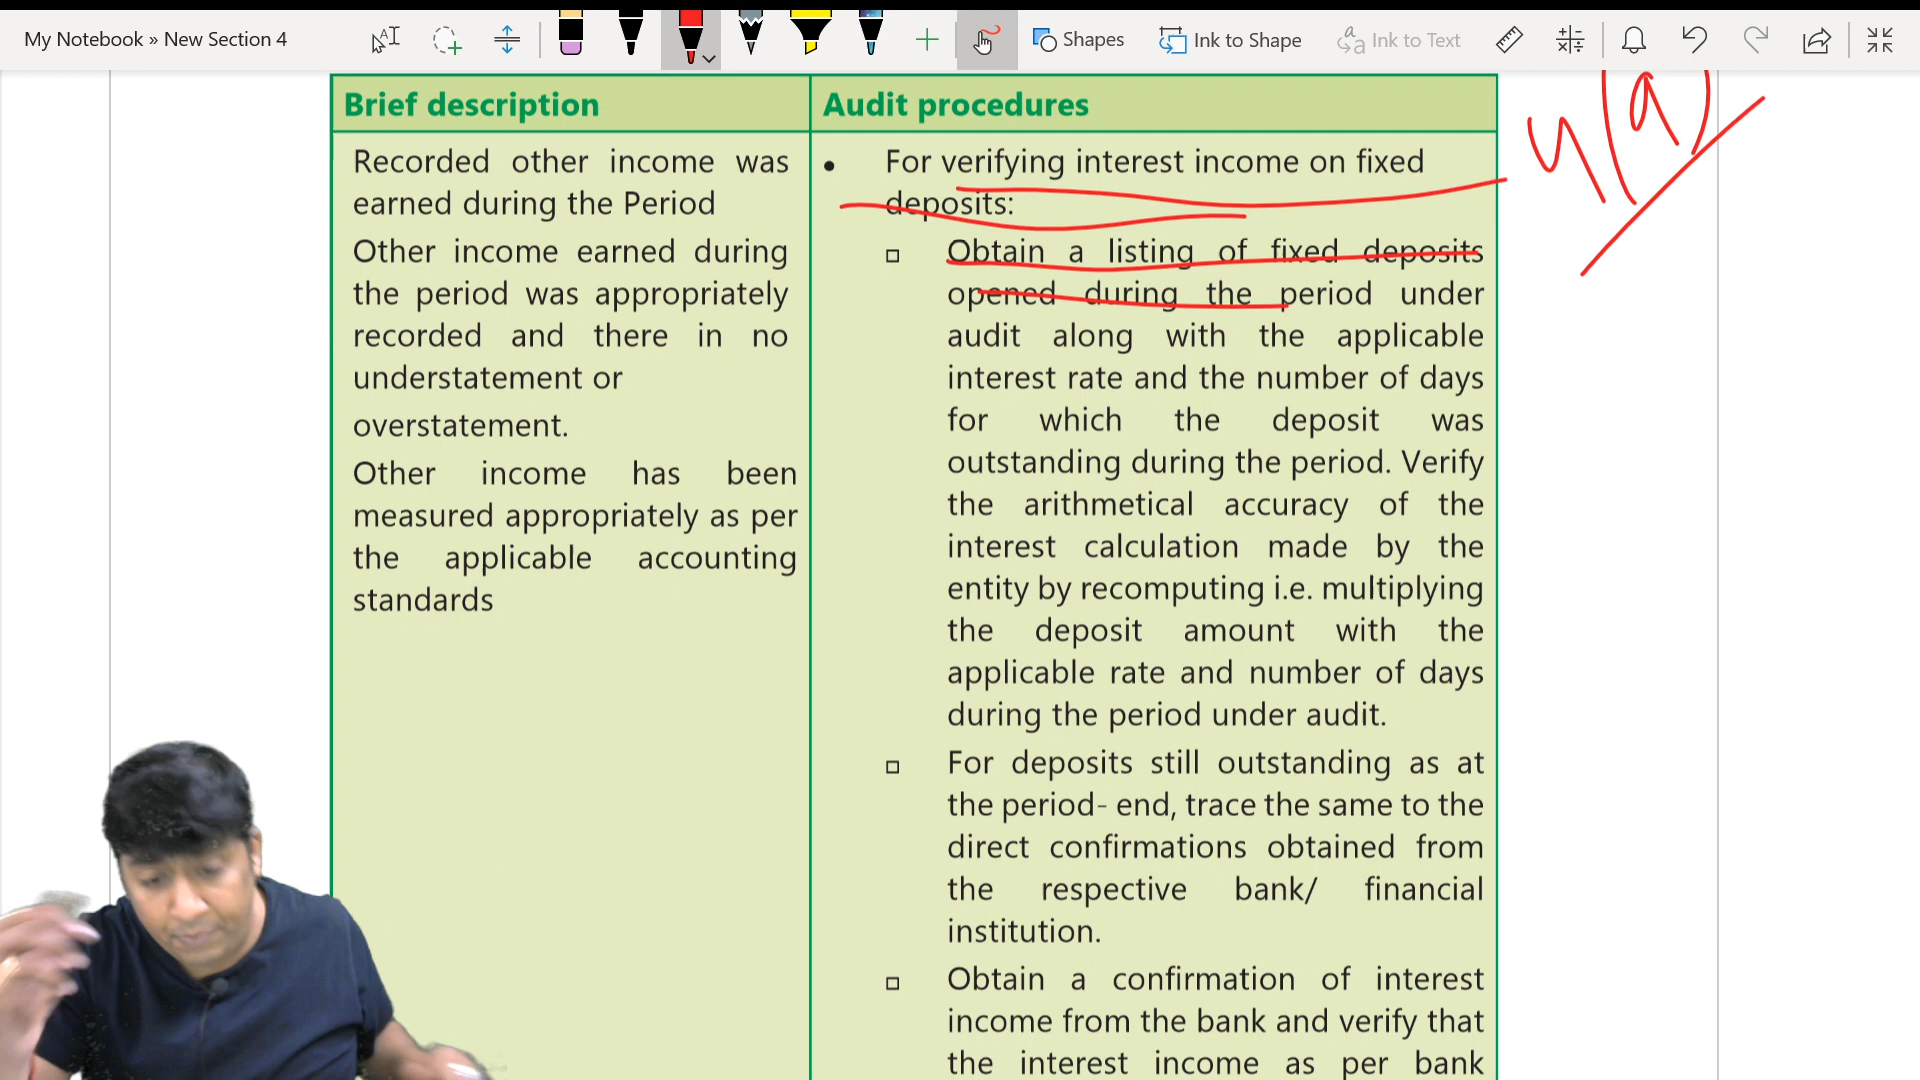 My Notebook » New Section 4
Shapes
Ink to Shape
Ink to Text
Brief description
Audit procedures
Recorded other income was
earned during the Period
Other income earned during
the period was appropriately
recorded and there in no
understatement or
overstatement.
Other income has been
measured appropriately as per
the applicable accounting
standards
• For verifying interest income on fixed
deposits:
Obtain a listing of fixed deposits
opened during the period under
audit along with the applicable
interest rate and the number of days
for which the deposit was
outstanding during the period. Verify
the arithmetical accuracy of the
interest calculation made by the
entity by recomputing i.e. multiplying
the deposit amount with the
applicable rate and number of days
during the period under audit.
For deposits still outstanding as at
the period- end, trace the same to the
direct confirmations obtained from
the respective bank/ financial
institution.
Obtain a confirmation of interest
income from the bank and verify that
the interest income as per bank